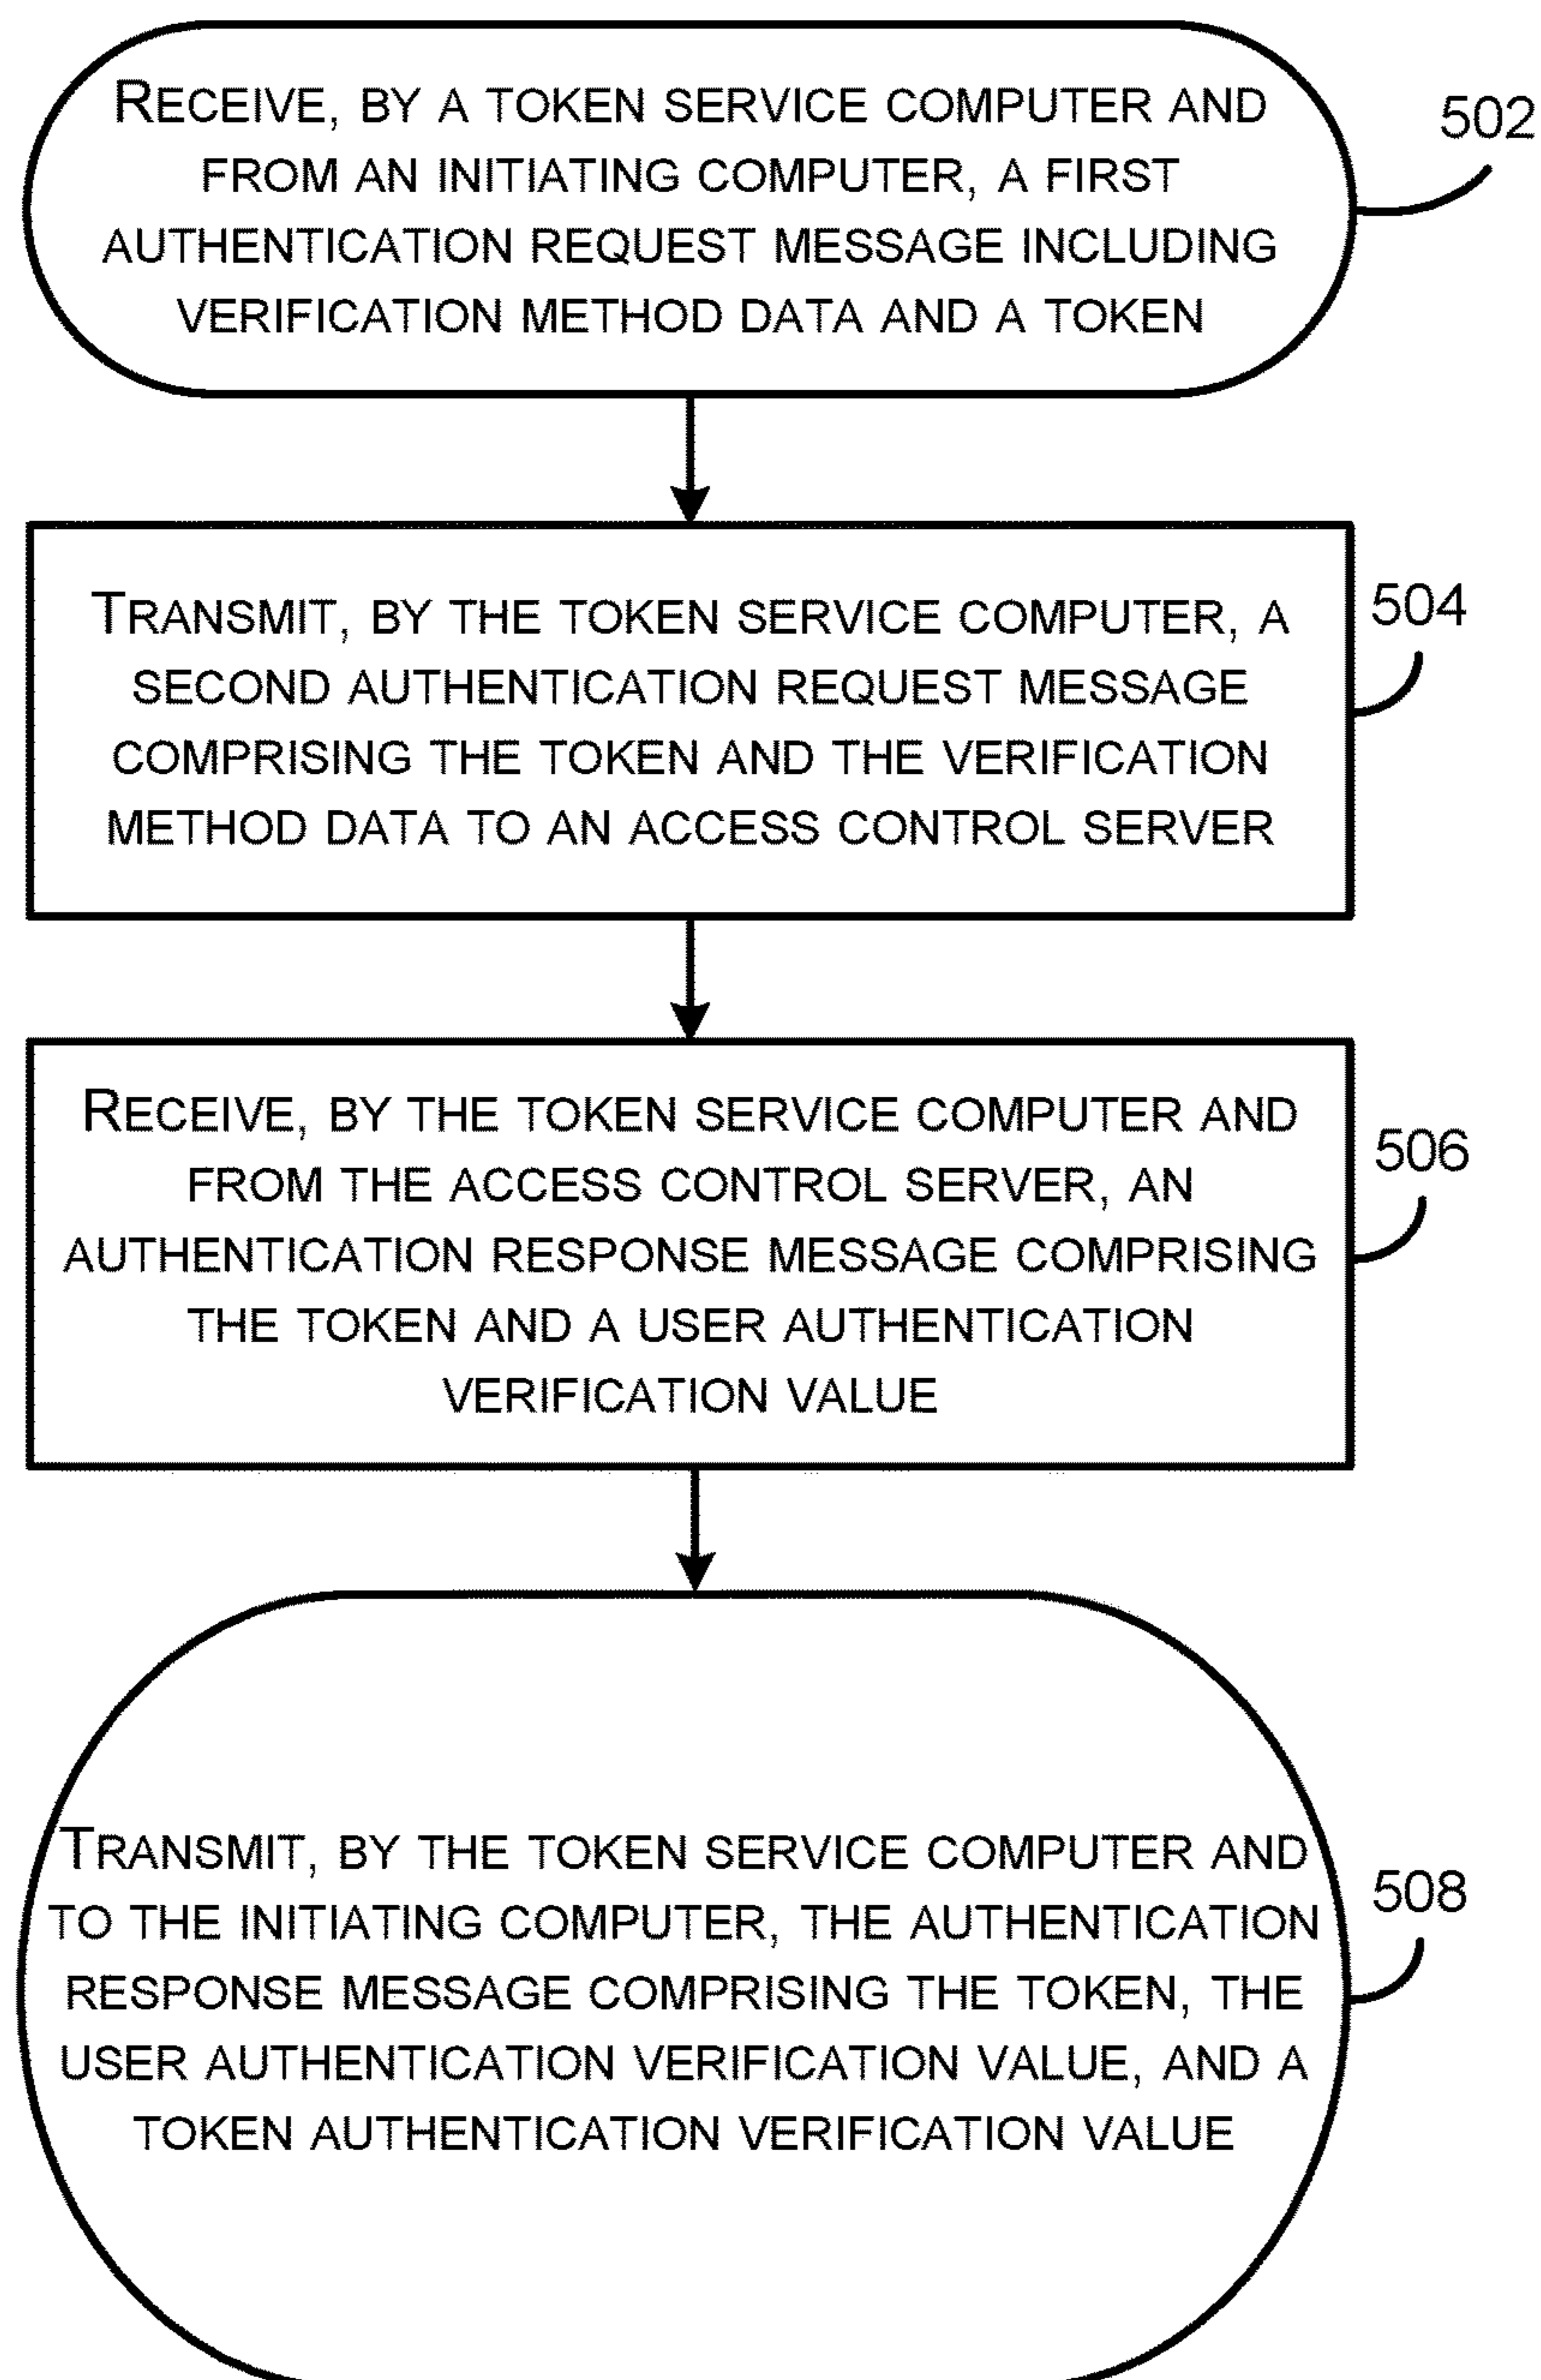 RECEIVE, BY A TOKEN SERVICE COMPUTER AND
FROM AN INITIATING COMPUTER, A FIRST
AUTHENTICATION REQUEST MESSAGE INCLUDING
VERIFICATION METHOD DATA AND A TOKEN
502
TRANSMIT, BY THE TOKEN SERVICE COMPUTER, A
SECOND AUTHENTICATION REQUEST MESSAGE
COMPRISING THE TOKEN AND THE VERIFICATION
METHOD DATA TO AN ACCESS CONTROL SERVER
504
RECEIVE, BY THE TOKEN SERVICE COMPUTER AND
FROM THE ACCESS CONTROL SERVER, AN
AUTHENTICATION RESPONSE MESSAGE COMPRISING
THE TOKEN AND A USER AUTHENTICATION
VERIFICATION VALUE
506
TRANSMIT, BY THE TOKEN SERVICE COMPUTER AND
TO THE INITIATING COMPUTER, THE AUTHENTICATION
RESPONSE MESSAGE COMPRISING THE TOKEN, THE
USER AUTHENTICATION VERIFICATION VALUE, AND A
TOKEN AUTHENTICATION VERIFICATION VALUE
508